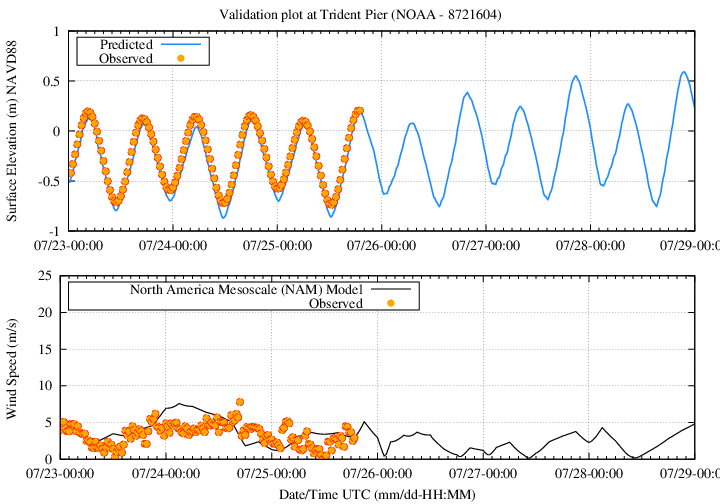 Validation plot at Trident Pier (NOAA - 8721604)
Surface Elevation (m) NAVD88
1
0.5
0
-0.5
-1
Predicted
Observed
07/23-00:00 07/24-00:00 07/25-00:00 07/26-00:00 07/27-00:00 07/28-00:00 07/29-0
Wind Speed (m/s)
25
20
15
10
5
0
North America Mesoscale (NAM) Model
Observed
07/23-00:00 07/24-00:00 07/25-00:00 07/26-00:00 07/27-00:00 07/28-00:00 07/29-0
Date/Time UTC (mm/dd-HH:MM)